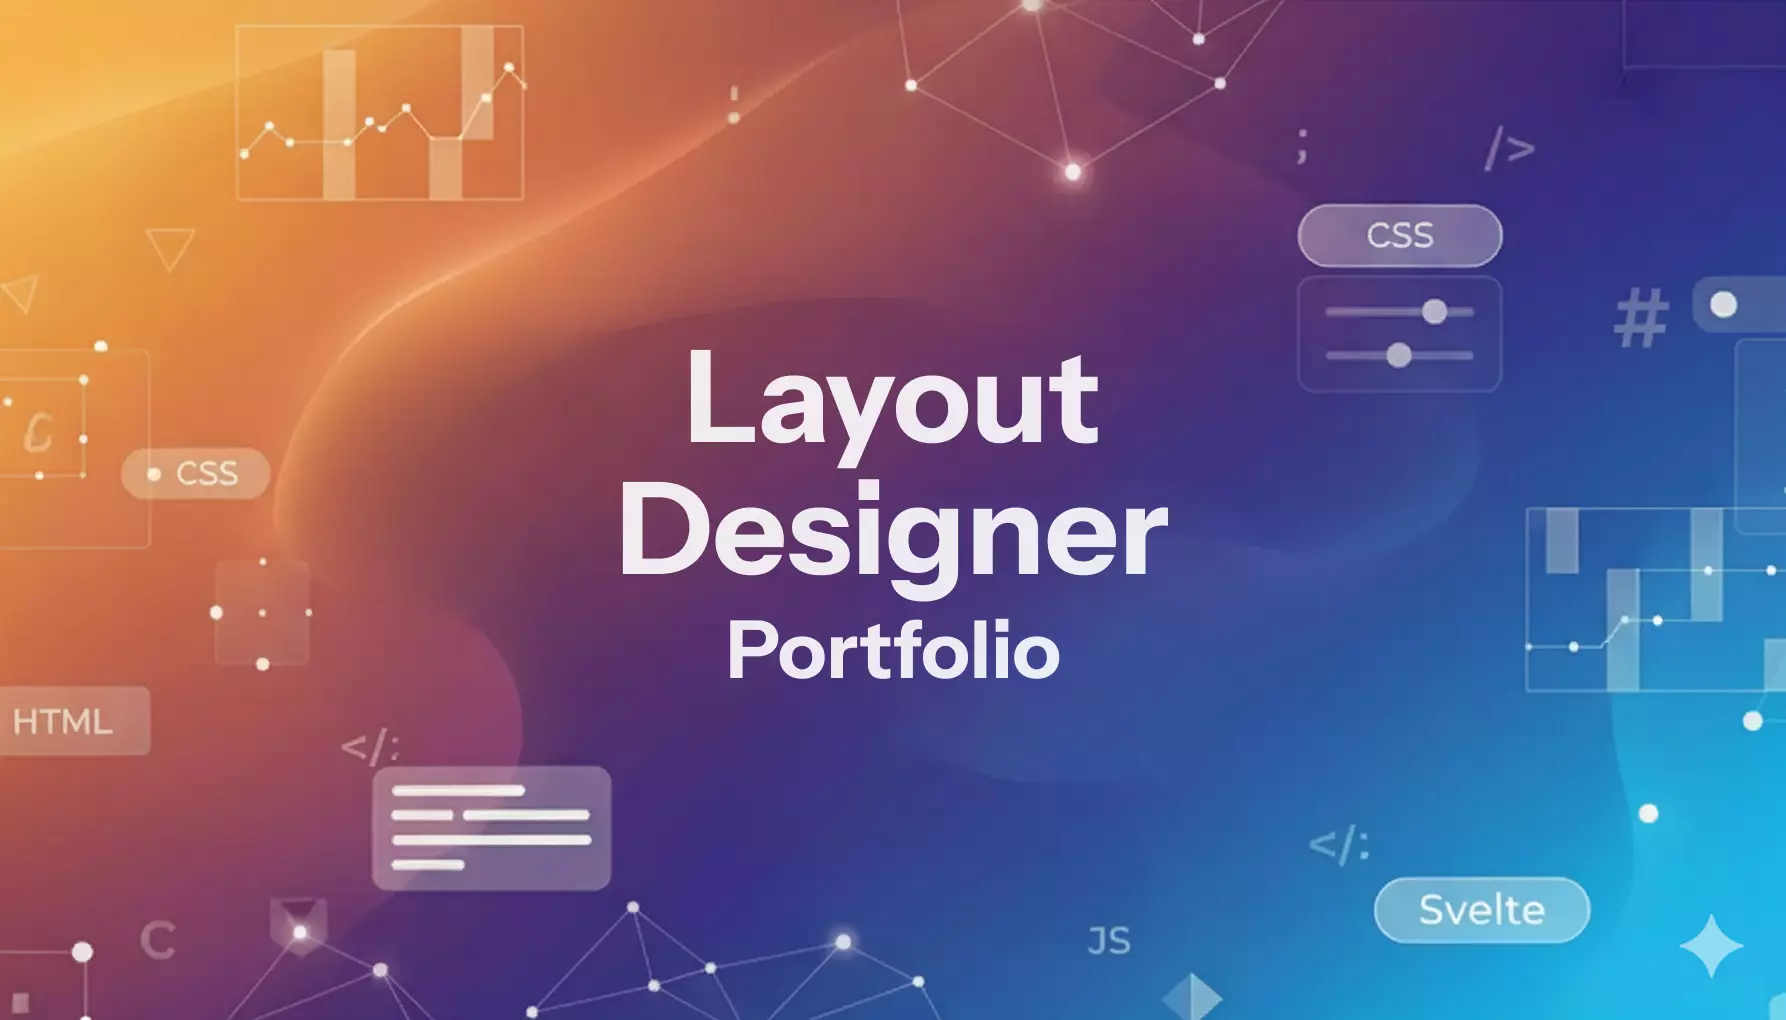 ;
/>
CSS
#
Layout
C
CSS
Designer
Portfolio
HTML
</:
</:
Svelte
C
JS